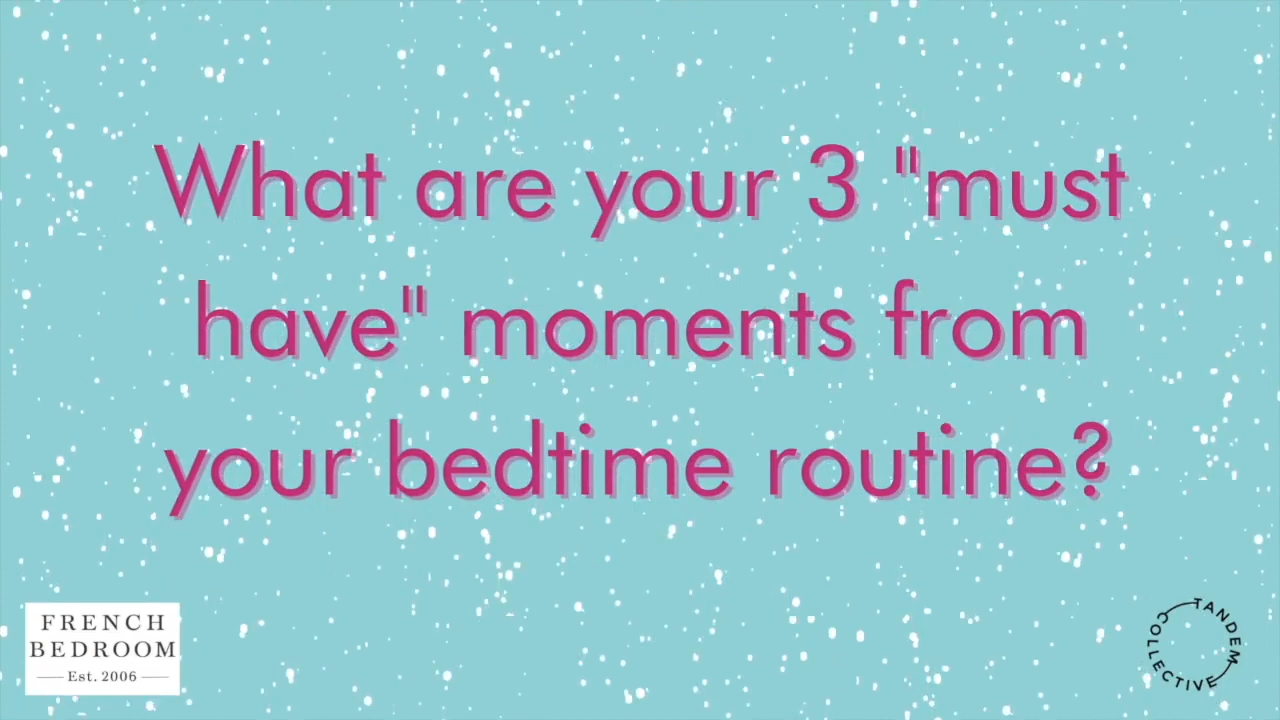 What are your 3 "must
have" moments from
your bedtime routine?
FRENCH
BEDROOM
Est. 2006
TANDEM
COLLECTIVE